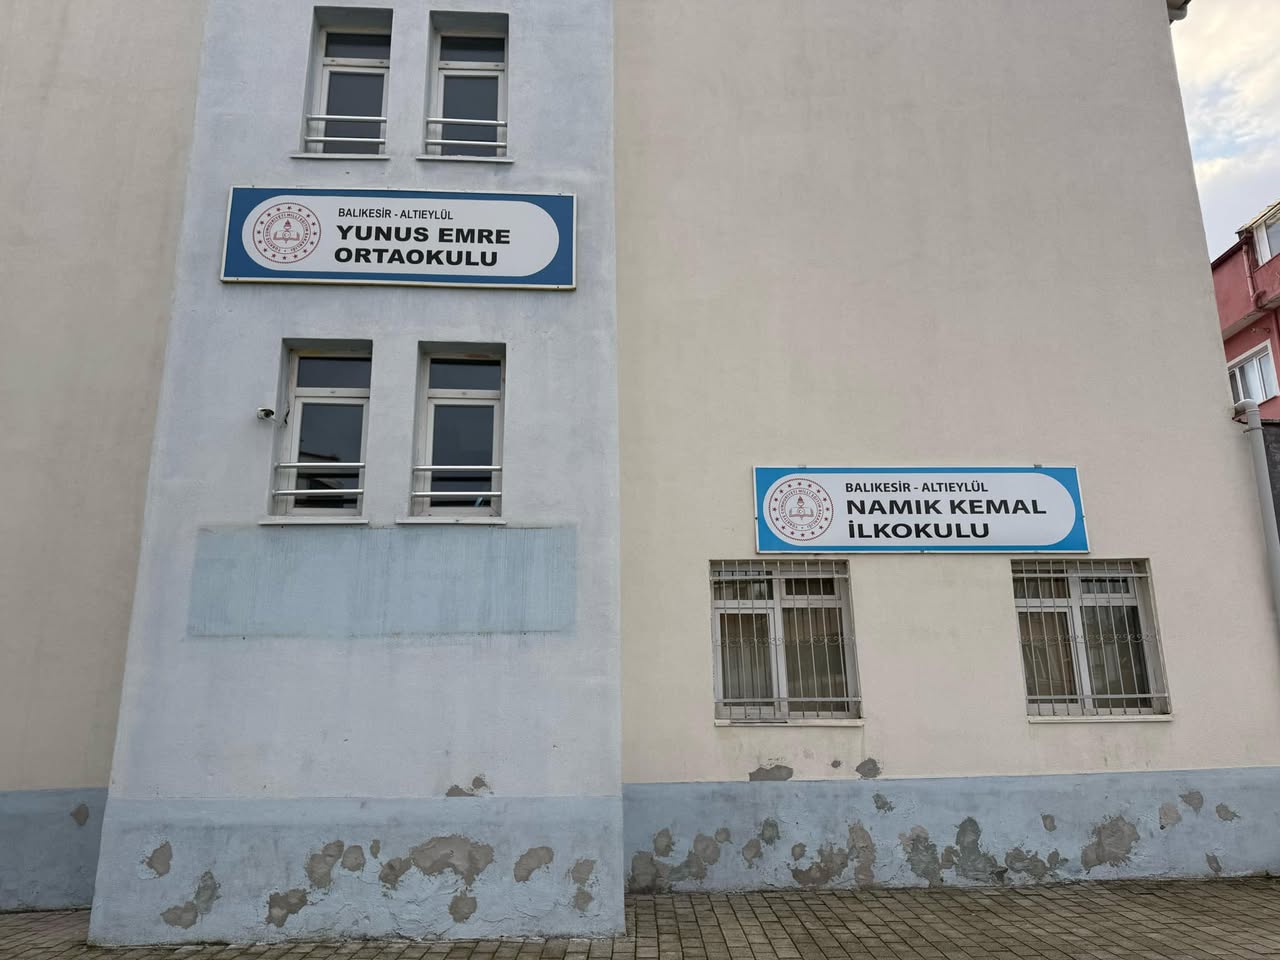 BALIKESİR - ALTIEYLÜL
YUNUS EMRE
ORTAOKULU
BALIKESİR - ALTIEYLÜL
NAMIK KEMAL
İLKOKULU